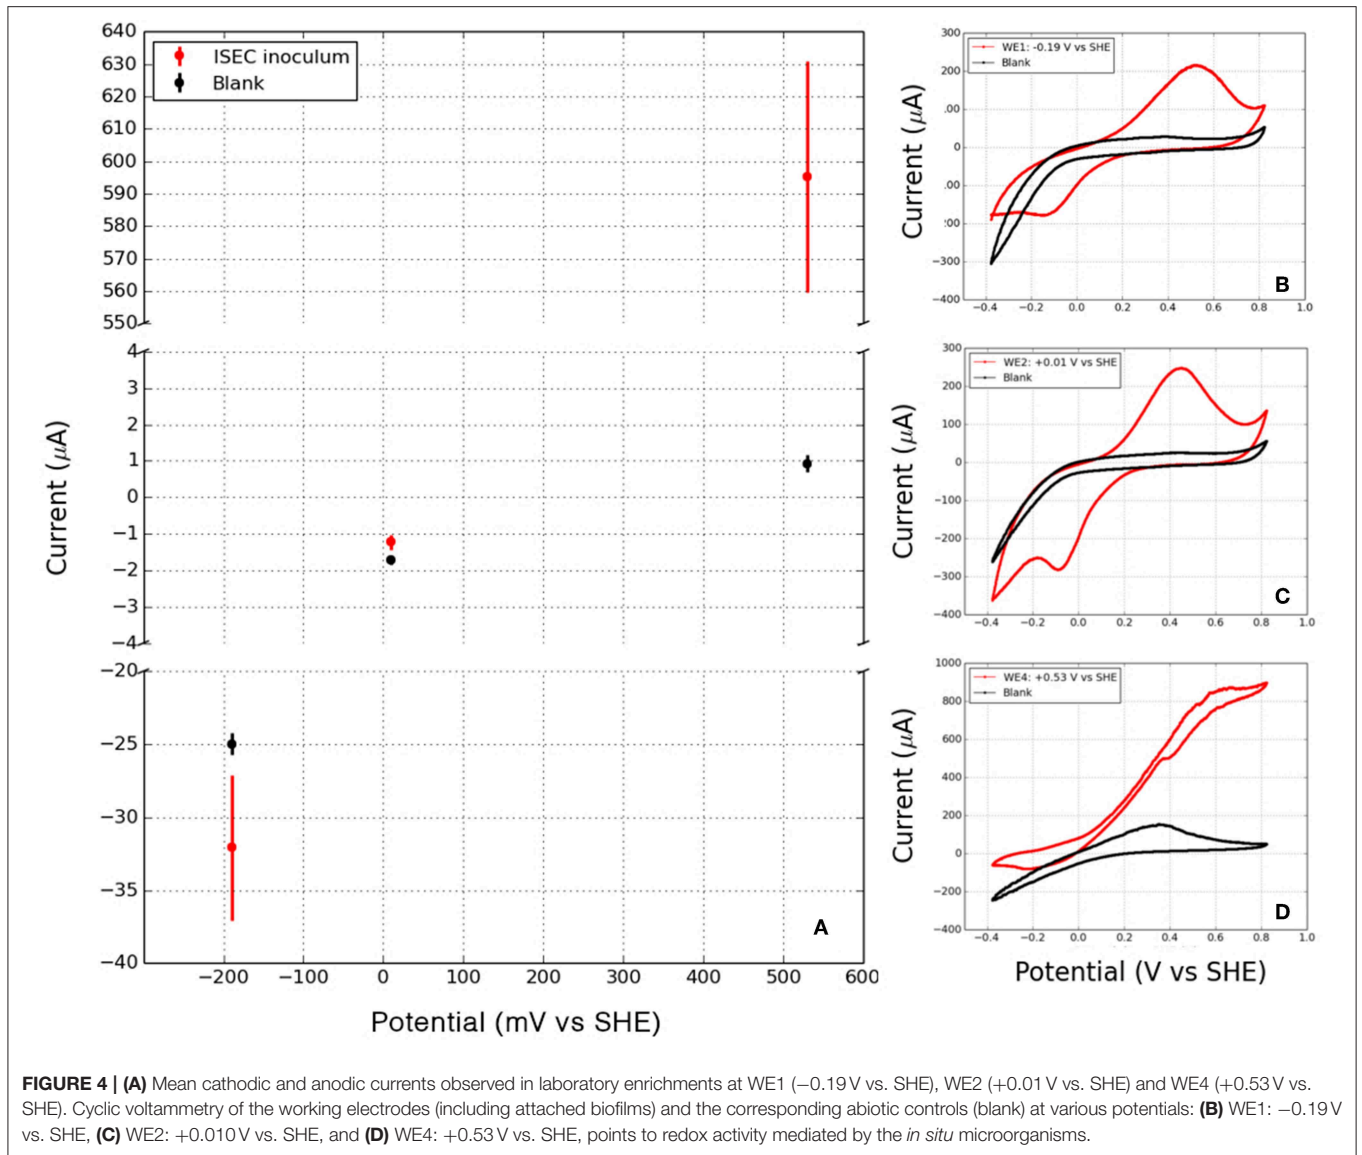 640
630
620
610
600
590
580
570
560
550
4
3
2
1
0
−1
−2
−3
−4
−20
−25
−30
−35
−40
ISEC inoculum
Blank
Current (μA)
−200 −100 0 100 200 300 400 500 600
Potential (mV vs SHE)
A
300
200
.00
0
.00
200
−300
−400
WE1: -0.19 V vs SHE
Blank
Current (μA)
−0.4 −0.2 0.0 0.2 0.4 0.6 0.8 1.0
B
300
200
100
0
−100
−200
−300
−400
WE2: +0.01 V vs SHE
Blank
Current (μA)
−0.4 −0.2 0.0 0.2 0.4 0.6 0.8 1.0
C
1000
800
600
400
200
0
−200
−400
WE4: +0.53 V vs SHE
Blank
Current (μA)
−0.4 −0.2 0.0 0.2 0.4 0.6 0.8 1.0
D
Potential (V vs SHE)
FIGURE 4 | (A) Mean cathodic and anodic currents observed in laboratory enrichments at WE1 (−0.19 V vs. SHE), WE2 (+0.01 V vs. SHE) and WE4 (+0.53 V vs.
SHE). Cyclic voltammetry of the working electrodes (including attached biofilms) and the corresponding abiotic controls (blank) at various potentials: (B) WE1: −0.19 V
vs. SHE, (C) WE2: +0.010 V vs. SHE, and (D) WE4: +0.53 V vs. SHE, points to redox activity mediated by the in situ microorganisms.